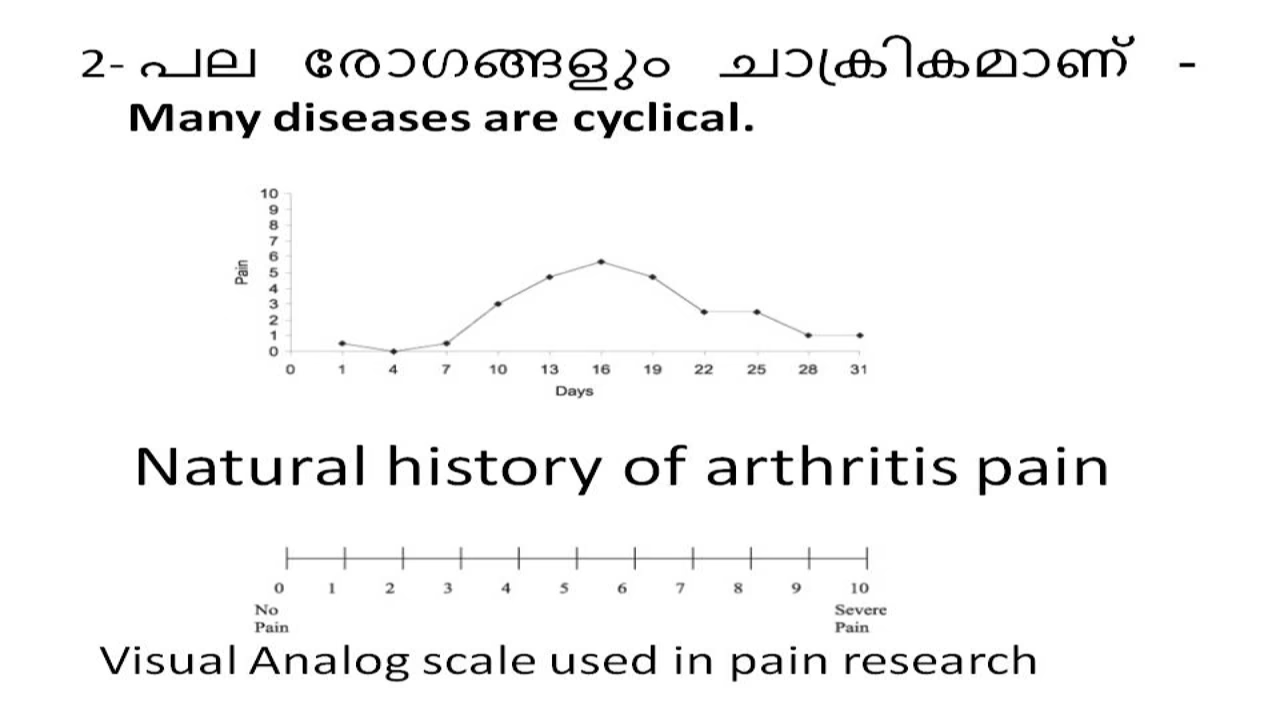 2- പല രോഗങ്ങളും ചാക്രികമാണ് -
Many diseases are cyclical.
10
9
8
7
6
5
4
3
2
1
0
Pain
0 1 4 7 10 13 16 19 22 25 28 31
Days
Natural history of arthritis pain
0 1 2 3 4 5 6 7 8 9 10
No Severe
Pain Pain
Visual Analog scale used in pain research